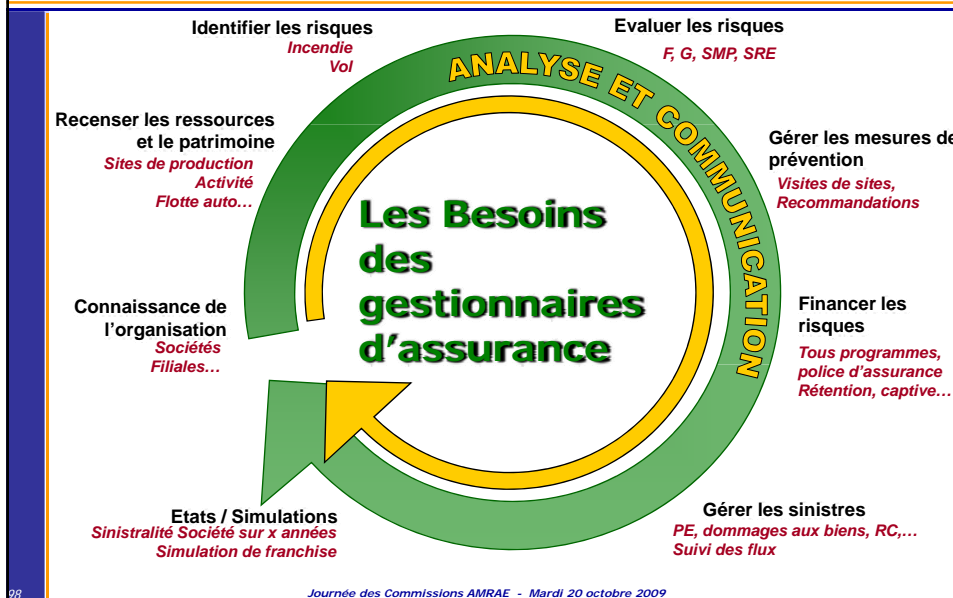 Identifier les risques
Incendie
Vol
Evaluer les risques
F, G, SMP, SRE
ANALYSE ET COMMUNICATION
Recenser les ressources
et le patrimoine
Sites de production
Activité
Flotte auto…
Gérer les mesures de
prévention
Visites de sites,
Recommandations
Les Besoins
des
gestionnaires
d'assurance
Connaissance de
l'organisation
Sociétés
Filiales…
Financer les
risques
Tous programmes,
police d'assurance
Rétention, captive…
Etats / Simulations
Sinistralité Société sur x années
Simulation de franchise
Gérer les sinistres
PE, dommages aux biens, RC,…
Suivi des flux
98
Journée des Commissions AMRAE - Mardi 20 octobre 2009